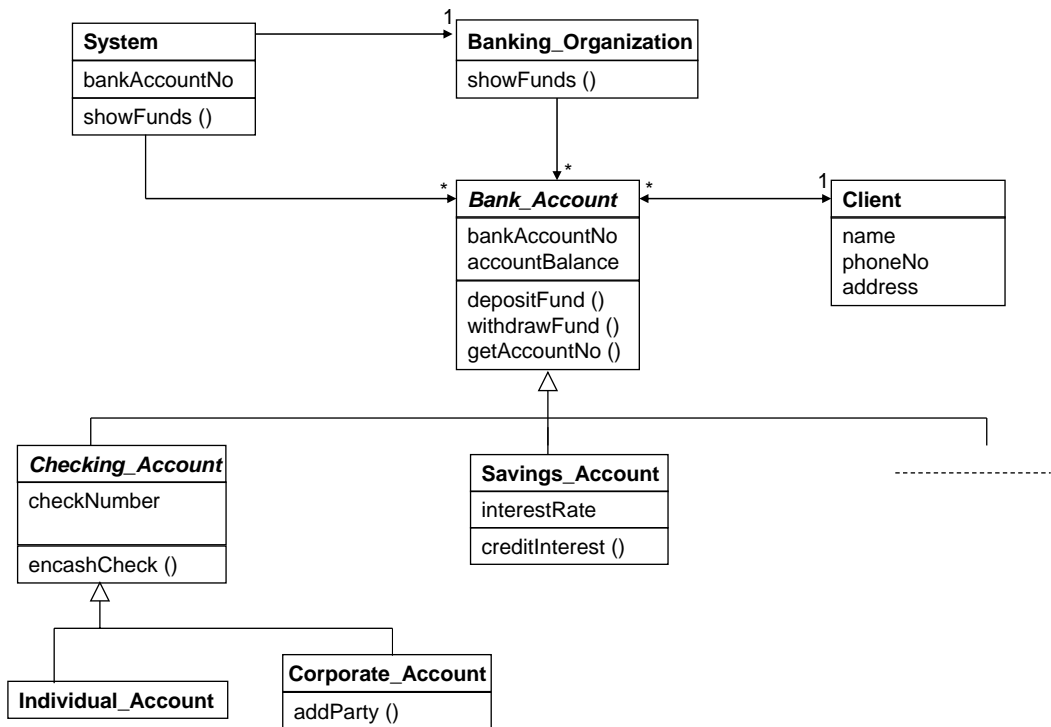 System
bankAccountNo
showFunds ()
1
Banking_Organization
showFunds ()
*
*
Bank_Account
bankAccountNo
accountBalance
depositFund ()
withdrawFund ()
getAccountNo ()
*
1
Client
name
phoneNo
address
Checking_Account
checkNumber
encashCheck ()
Savings_Account
interestRate
creditInterest ()
Individual_Account
Corporate_Account
addParty ()